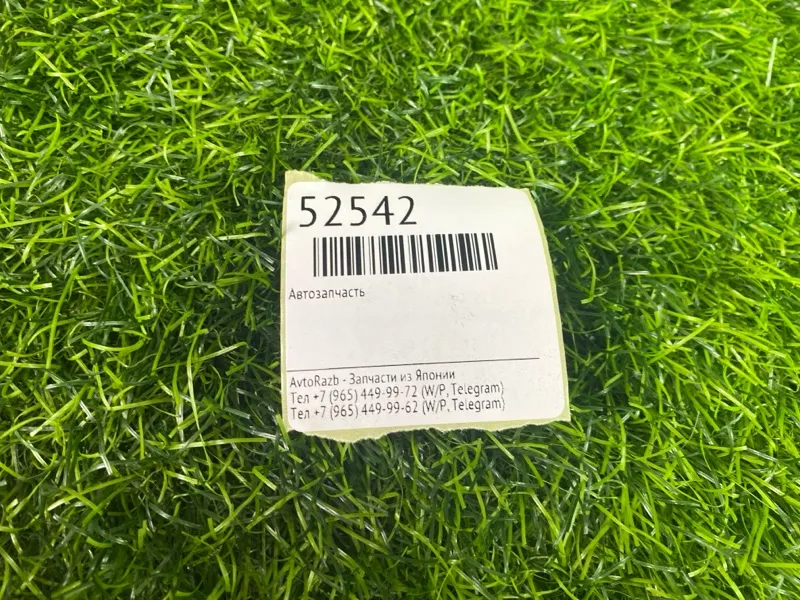 52542
Автозапчасть
AvtoRazb - Запчасти из Японии
Тел +7 (965) 449-99-72 (W/P, Telegram)
Тел +7 (965) 449-99-62 (W/P, Telegram)